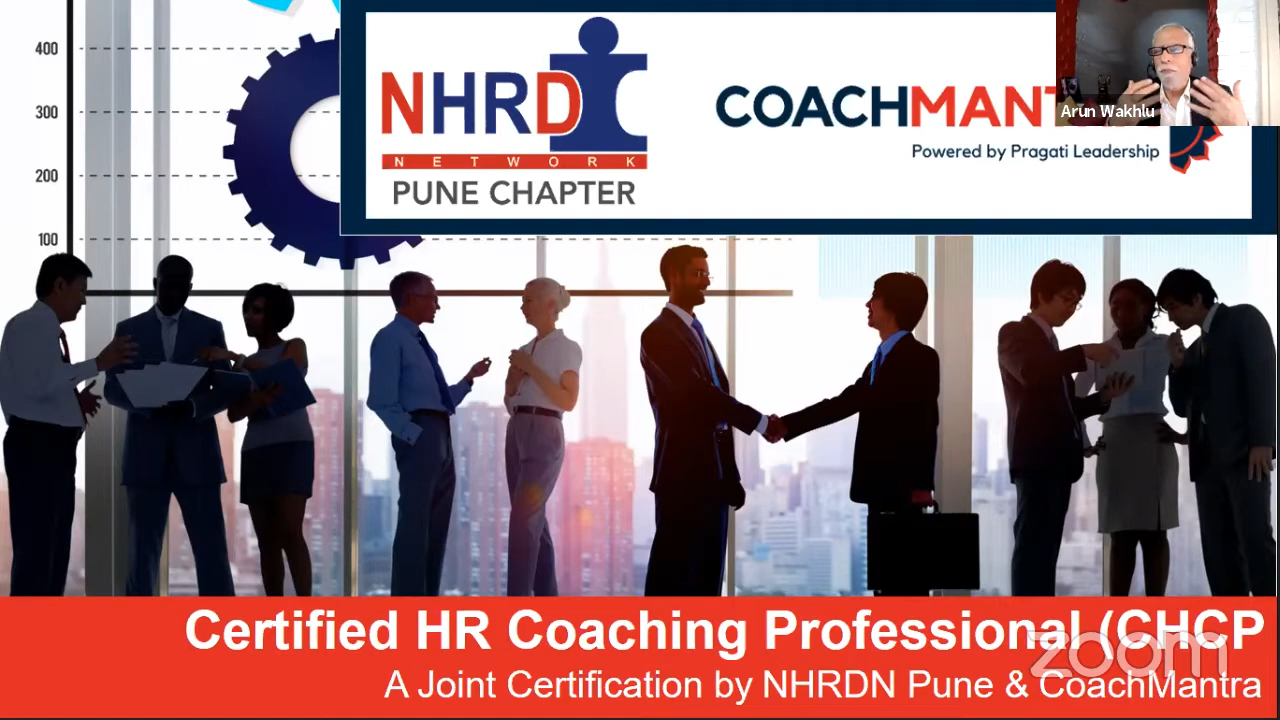 400
300
200
100
NHRD
NETWORK
PUNE CHAPTER
COACHMANT
Powered by Pragati Leadership
Arun Wakhlu
Certified HR Coaching Professional (CHCP
A Joint Certification by NHRDN Pune & CoachMantra
zoom